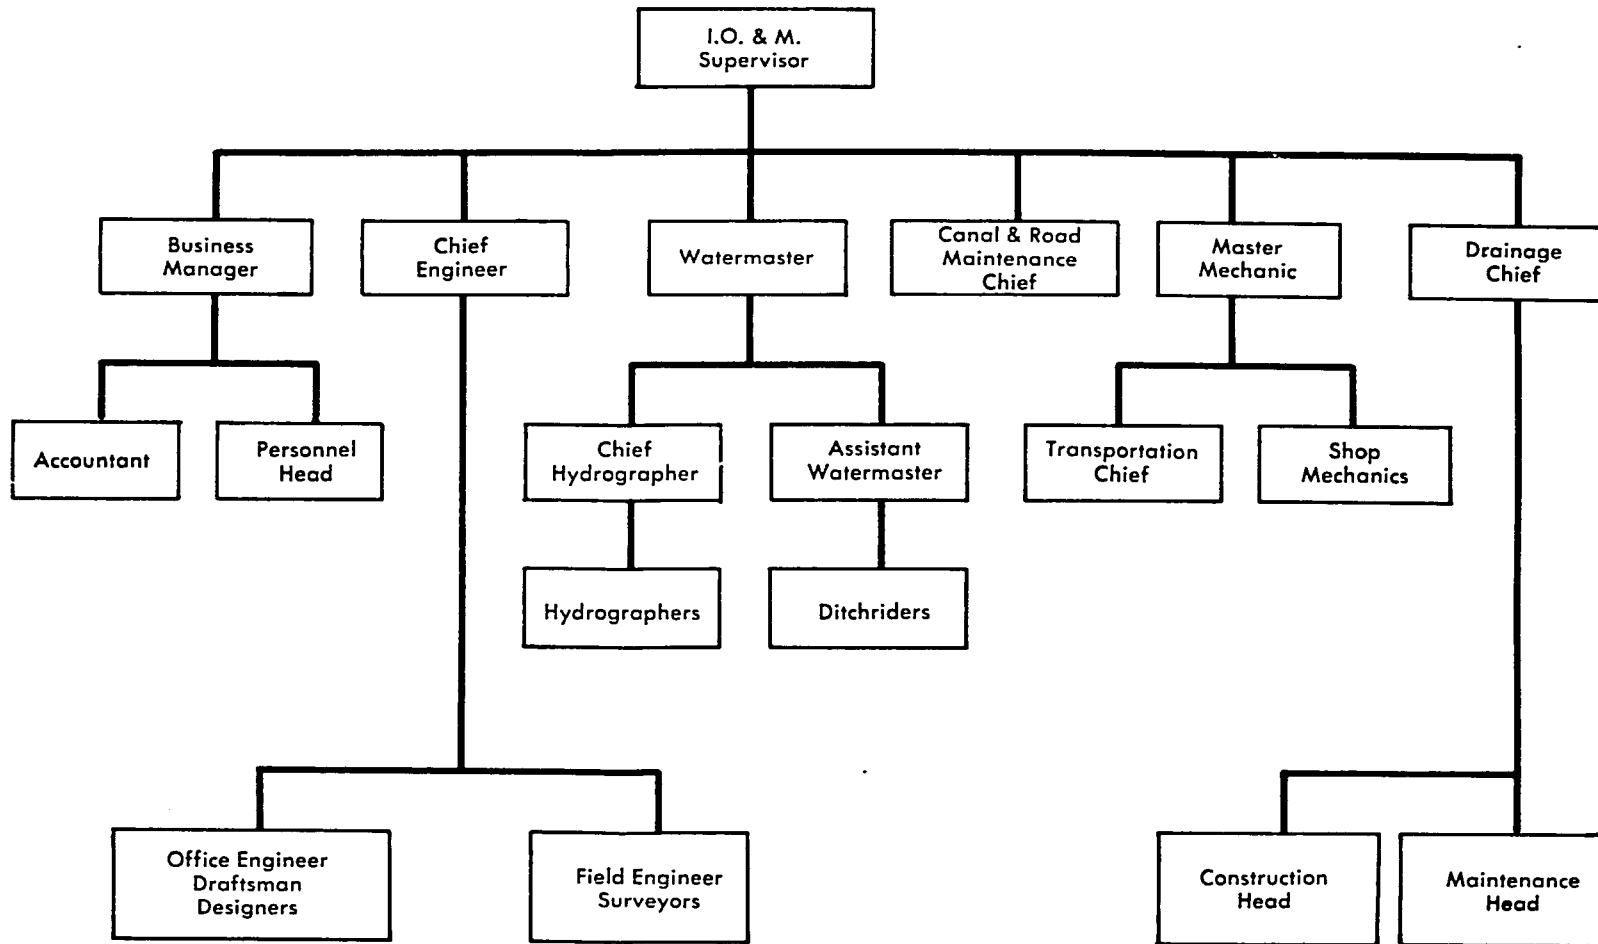 I.O. & M.
Supervisor
Business
Manager
Chief
Engineer
Watermaster
Canal & Road
Maintenance
Chief
Master
Mechanic
Drainage
Chief
Accountant
Personnel
Head
Chief
Hydrographer
Assistant
Watermaster
Transportation
Chief
Shop
Mechanics
Hydrographers
Ditchriders
Office Engineer
Draftsman
Designers
Field Engineer
Surveyors
Construction
Head
Maintenance
Head